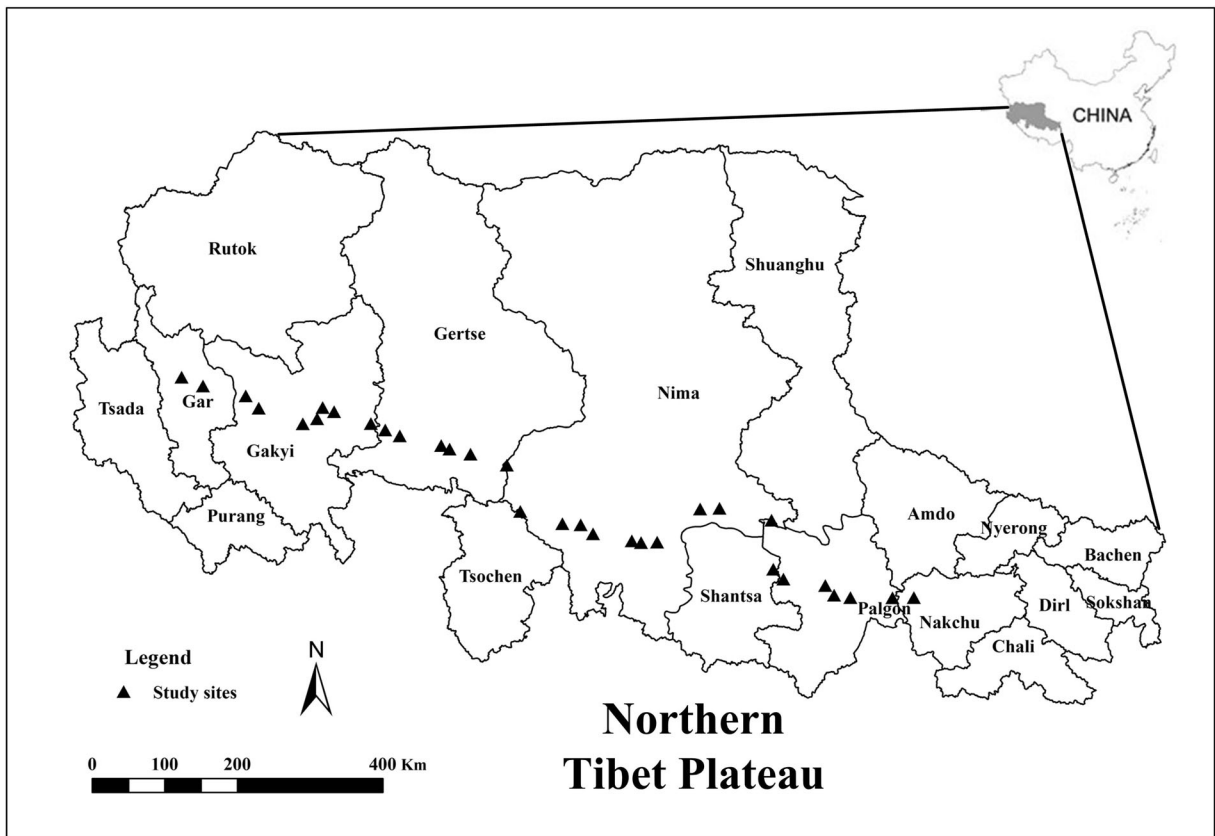 CHINA
Rutok
Shuanghu
Gertse
Nima
Tsada
Gar
Gakyi
Purang
Amdo
Nyerong
Bachen
Tsochen
Shantsa
Palgon
Nakchu
Dirl
Sokshan
Chali
Legend
Study sites
N
Northern
Tibet Plateau
0 100 200 400 Km